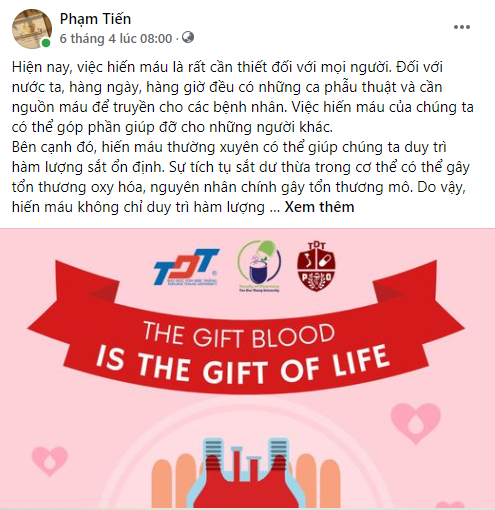 Phạm Tiến
6 tháng 4 lúc 08:00 ·
Hiện nay, việc hiến máu là rất cần thiết đối với mọi người. Đối với
nước ta, hàng ngày, hàng giờ đều có những ca phẫu thuật và cần
nguồn máu để truyền cho các bệnh nhân. Việc hiến máu của chúng ta
có thể góp phần giúp đỡ cho những người khác.
Bên cạnh đó, hiến máu thường xuyên có thể giúp chúng ta duy trì
hàm lượng sắt ổn định. Sự tích tụ sắt dư thừa trong cơ thể có thể gây
tổn thương oxy hóa, nguyên nhân chính gây tổn thương mô. Do vậy,
hiến máu không chỉ duy trì hàm lượng ... Xem thêm
TDT
TDT
THE GIFT BLOOD
IS THE GIFT OF LIFE